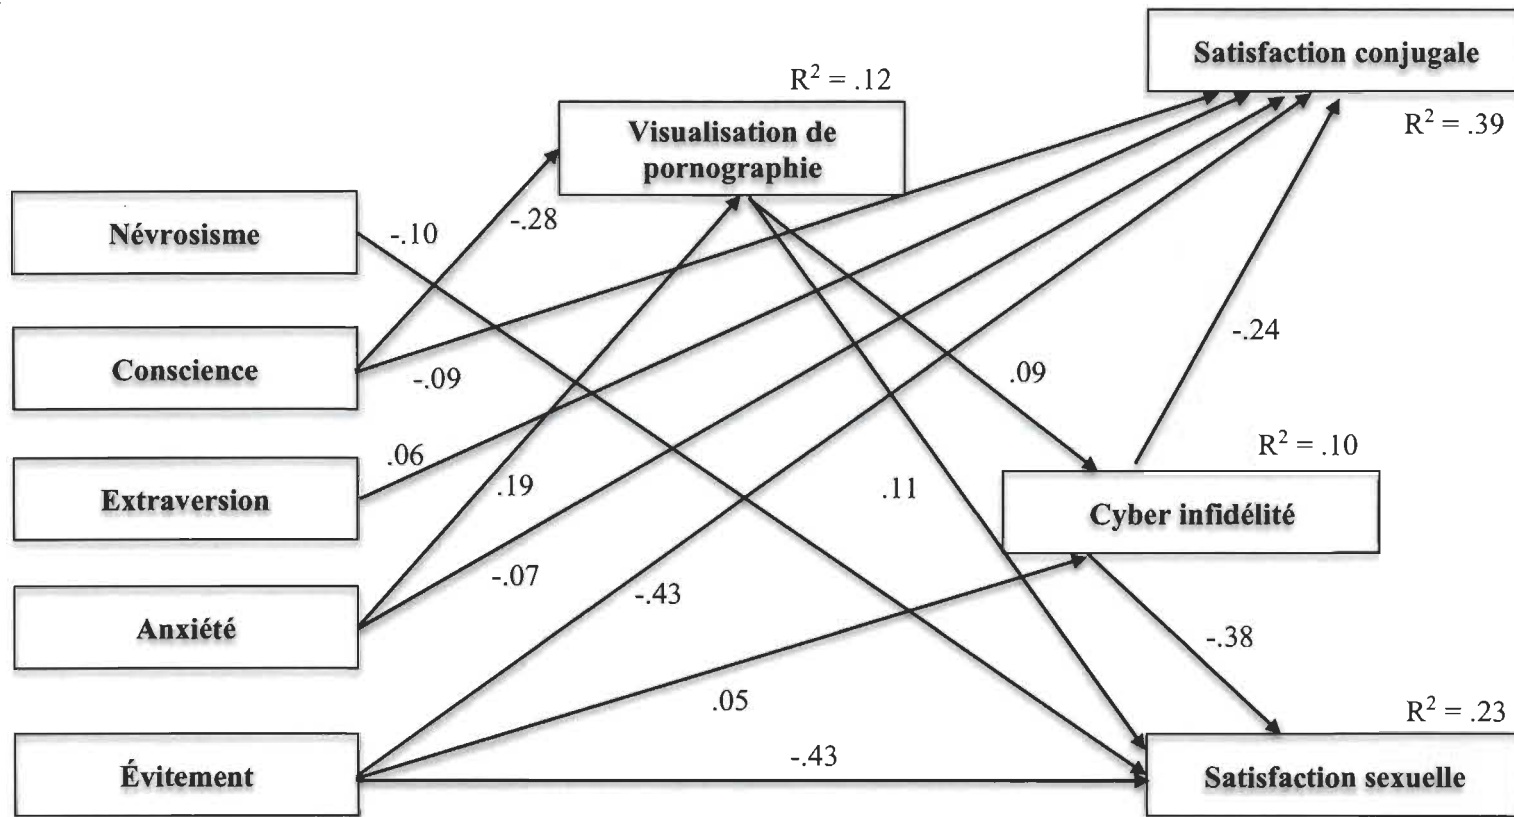 Satisfaction conjugale
R² = .12
R² = .39
Visualisation de
pornographie
Névrosisme
-.10
-.28
-.24
Conscience
-.09
.09
.06
R² = .10
Extraversion
.19
.11
Cyber infidélité
-.07
-.43
Anxiété
-.38
.05
R² = .23
-.43
Évitement
Satisfaction sexuelle